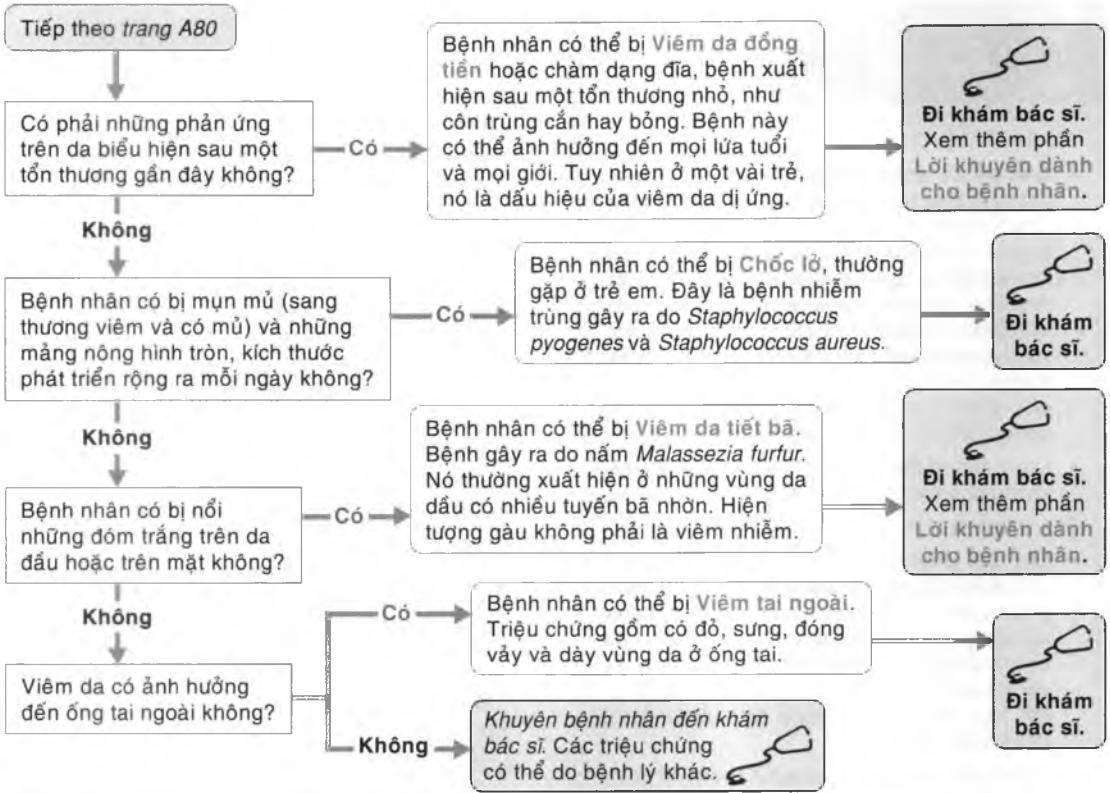 Tiếp theo trang A80
Có phải những phản ứng
trên da biểu hiện sau một
tổn thương gần đây không?
Có
Bệnh nhân có thể bị Viêm da đồng
tiền hoặc chàm dạng đĩa, bệnh xuất
hiện sau một tổn thương nhỏ, như
côn trùng cắn hay bỏng. Bệnh này
có thể ảnh hưởng đến mọi lứa tuổi
và mọi giới. Tuy nhiên ở một vài trẻ,
nó là dấu hiệu của viêm da dị ứng.
Đi khám bác sĩ.
Xem thêm phần
Lời khuyên dành
cho bệnh nhân.
Không
Bệnh nhân có bị mụn mủ (sang
thương viêm và có mủ) và những
mảng nông hình tròn, kích thước
phát triển rộng ra mỗi ngày không?
Có
Bệnh nhân có thể bị Chốc lở, thường
gặp ở trẻ em. Đây là bệnh nhiễm
trùng gây ra do Staphylococcus
pyogenes và Staphylococcus aureus.
Đi khám
bác sĩ.
Không
Bệnh nhân có bị nổi
những đóm trắng trên da
đầu hoặc trên mặt không?
Có
Bệnh nhân có thể bị Viêm da tiết bã.
Bệnh gây ra do nấm Malassezia furfur.
Nó thường xuất hiện ở những vùng da
dầu có nhiều tuyến bã nhờn. Hiện
tượng gàu không phải là viêm nhiễm.
Đi khám bác sĩ.
Xem thêm phần
Lời khuyên dành
cho bệnh nhân.
Không
Viêm da có ảnh hưởng
đến ống tai ngoài không?
Có
Bệnh nhân có thể bị Viêm tai ngoài.
Triệu chứng gồm có đỏ, sưng, đóng
vảy và dày vùng da ở ống tai.
Đi khám
bác sĩ.
Không
Khuyên bệnh nhân đến khám
bác sĩ. Các triệu chứng
có thể do bệnh lý khác.